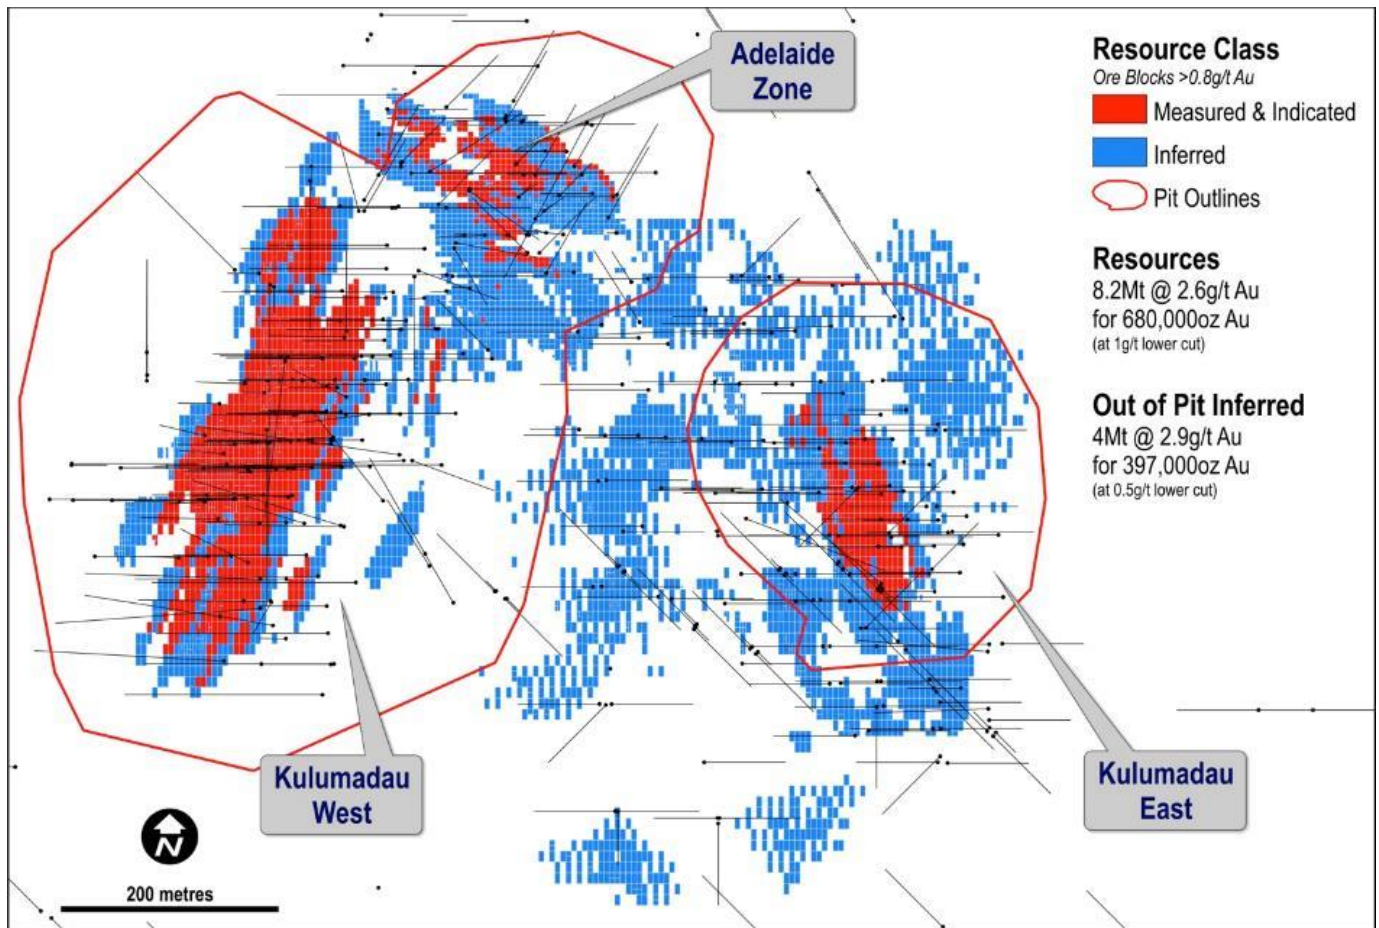 Adelaide
Zone
Resource Class
Ore Blocks >0.8g/t Au
Measured & Indicated
Inferred
Pit Outlines
Resources
8.2Mt @ 2.6g/t Au
for 680,000oz Au
(at 1g/t lower cut)
Out of Pit Inferred
4Mt @ 2.9g/t Au
for 397,000oz Au
(at 0.5g/t lower cut)
Kulumadau
West
Kulumadau
East
N
200 metres